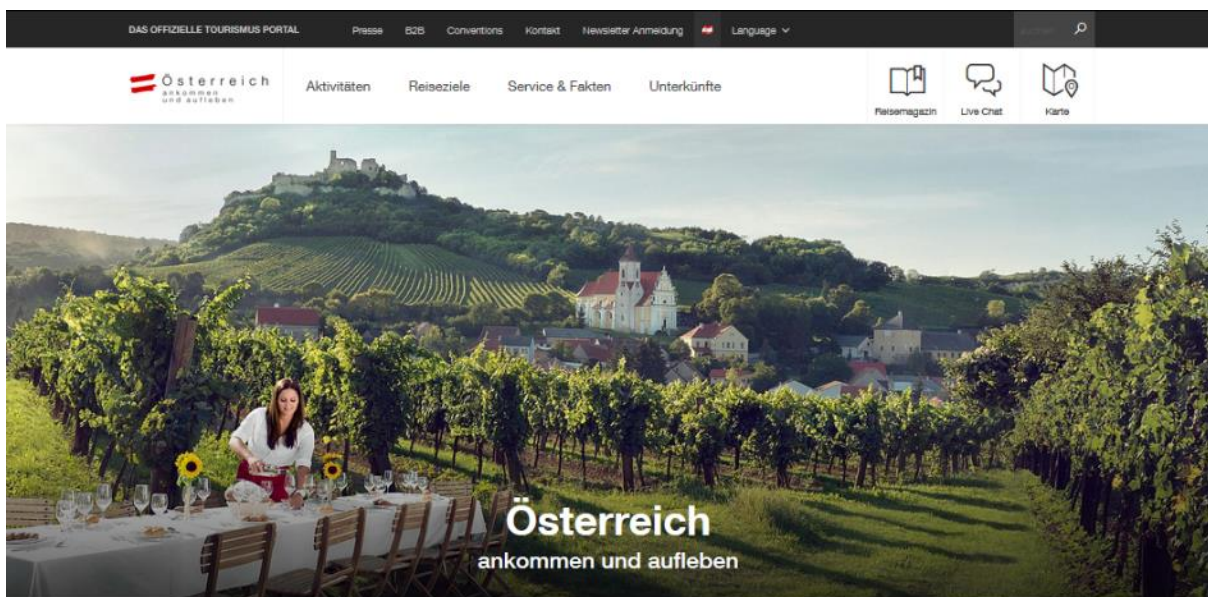 DAS OFFIZIELLE TOURISMUS PORTAL Presse B2B Conventions Kontakt Newsletter Anmeldung Language
Österreich
ankommen
und aufleben
Aktivitäten Reiseziele Service & Fakten Unterkünfte
Reisemagazin Live Chat Karte
Österreich
ankommen und aufleben